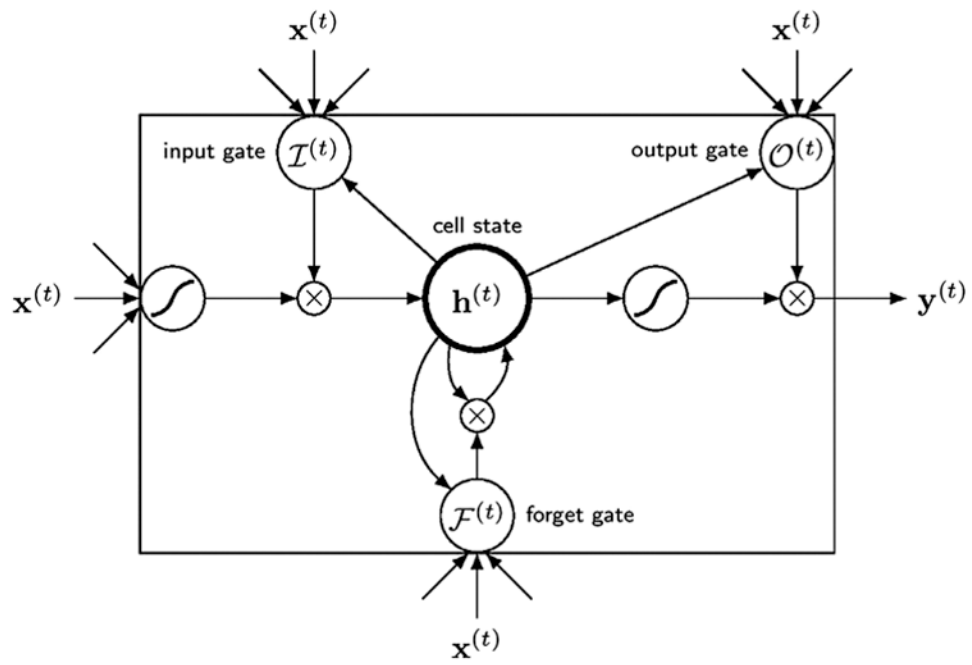 x^(t) x^(t)
input gate I^(t) output gate O^(t)
cell state
x^(t) × h^(t) × y^(t)
×
F^(t) forget gate
x^(t)